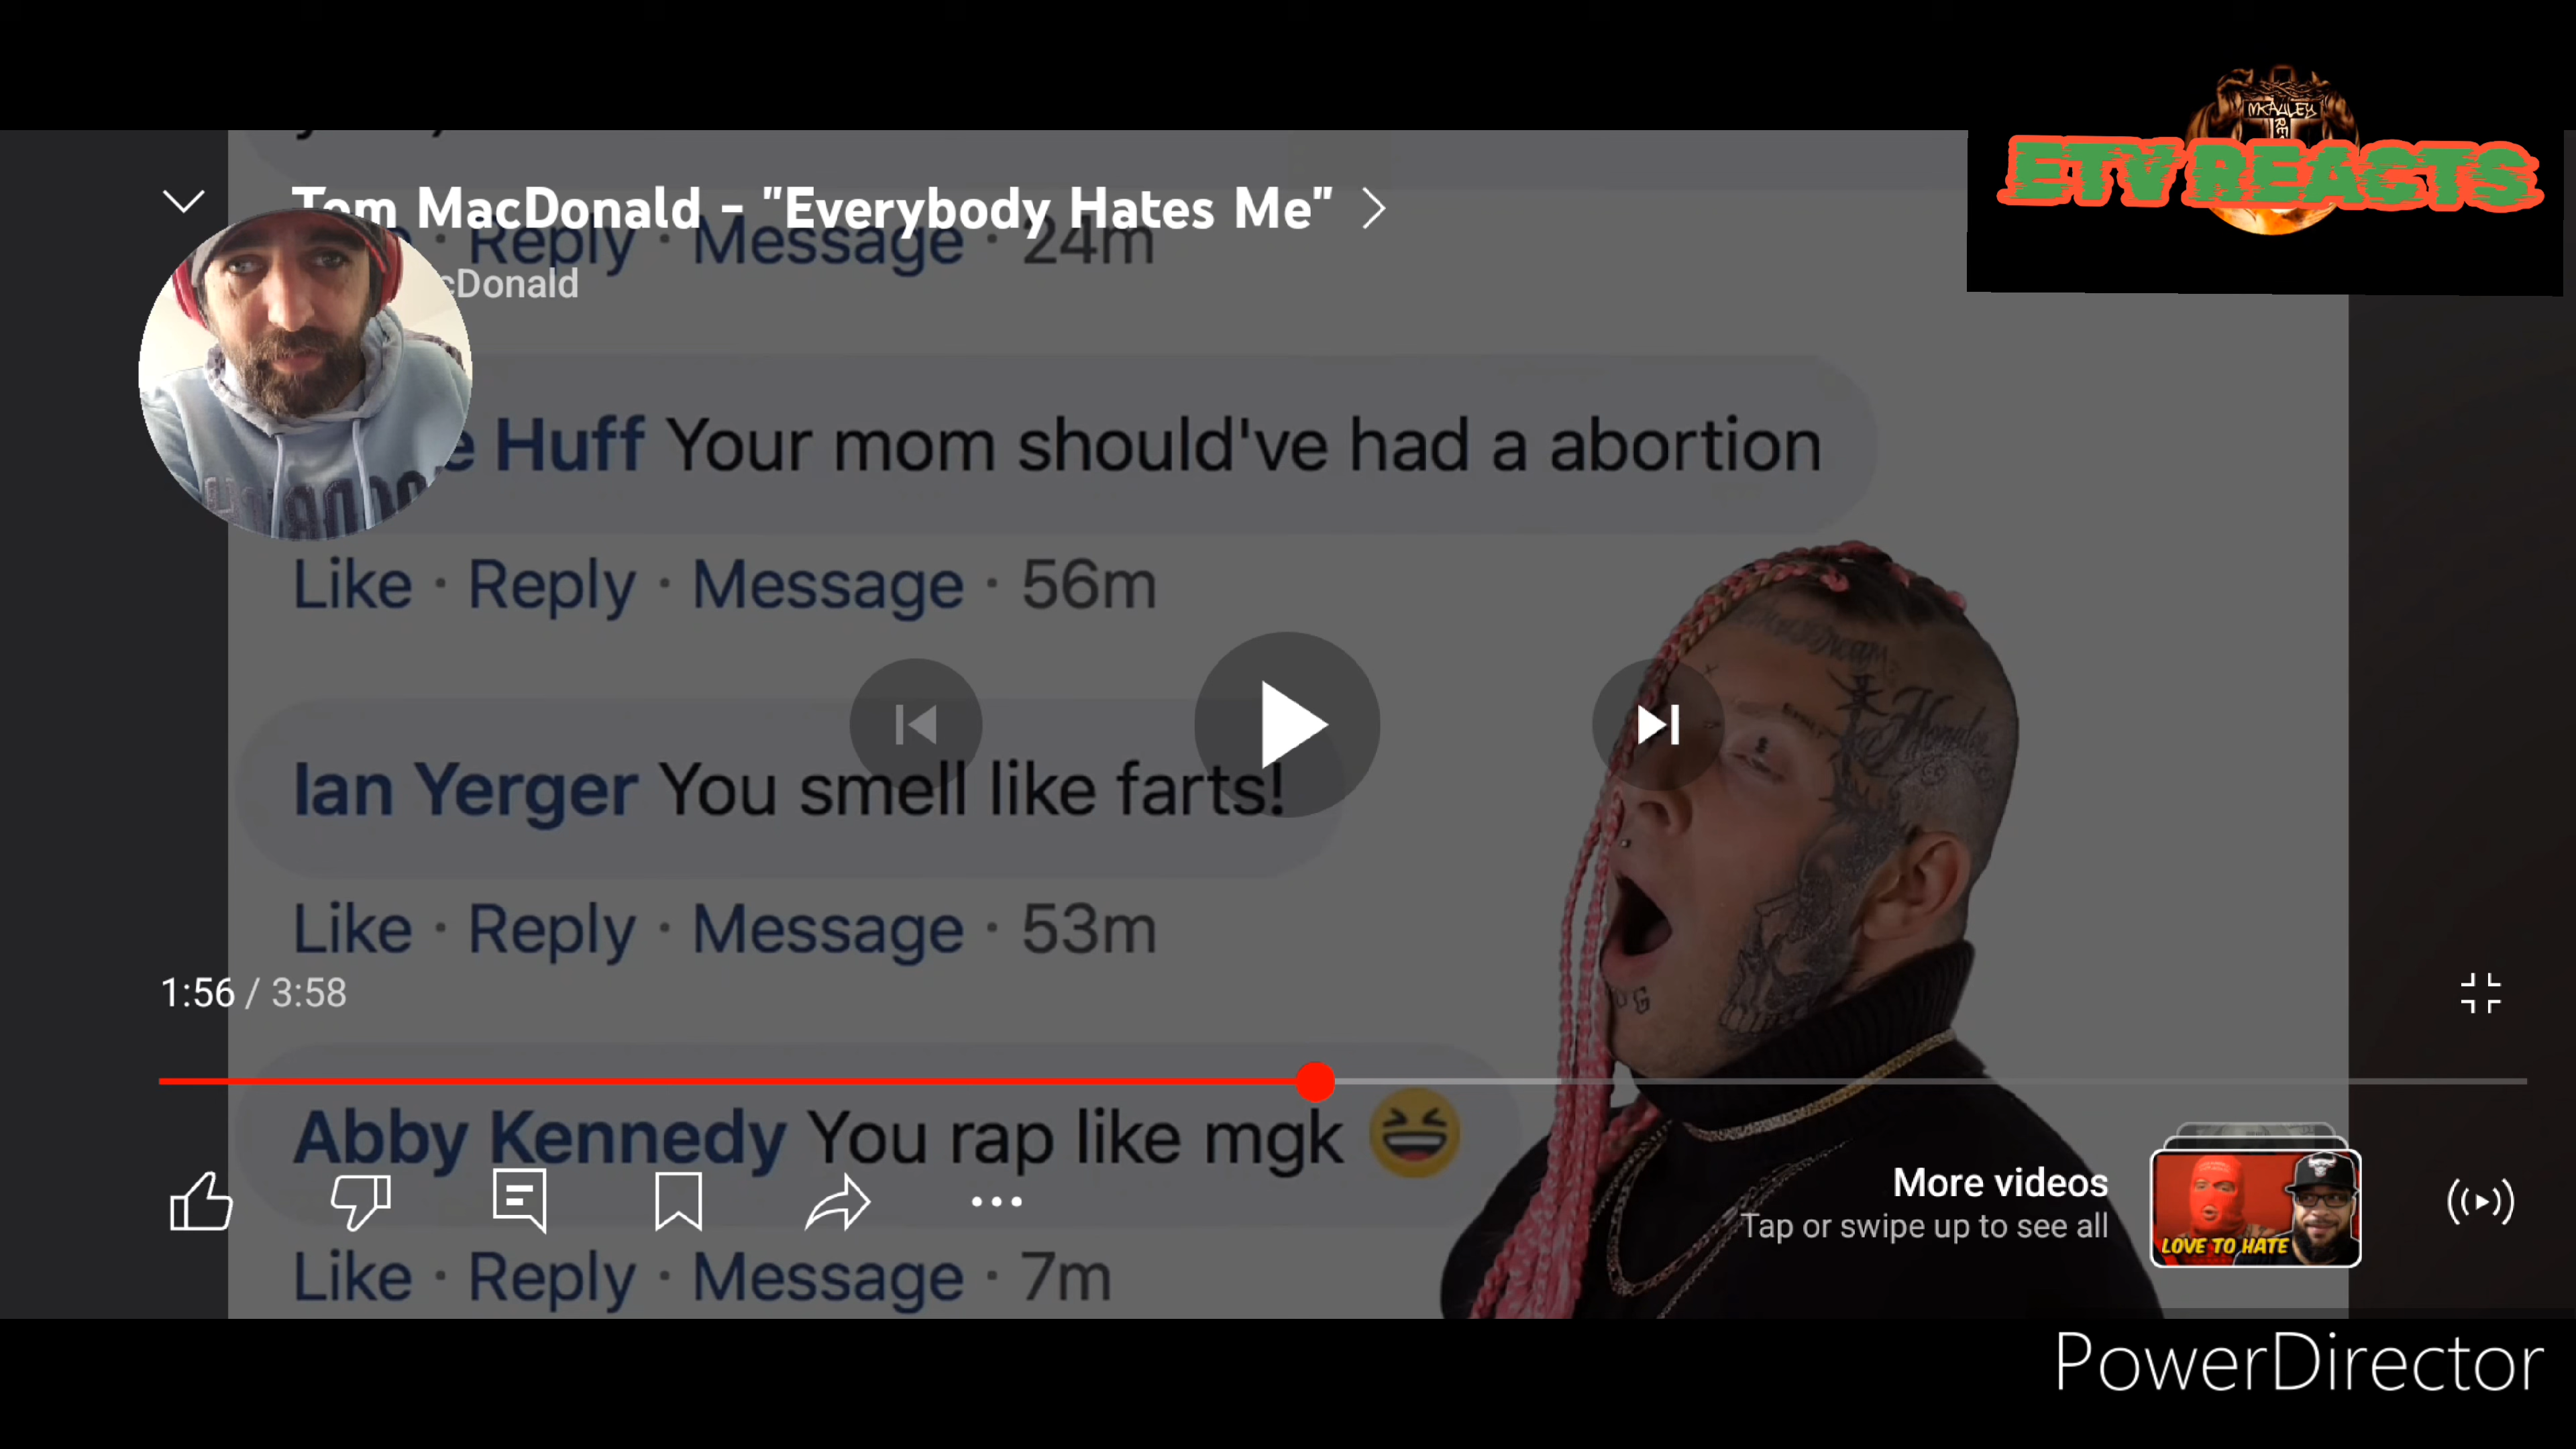 MCAULEY
RE
ETV REACTS
Tom MacDonald - "Everybody Hates Me"
Reply · Message · 24m
cDonald
e Huff Your mom should've had a abortion
Like · Reply · Message · 56m
Ian Yerger You smell like farts!
Like · Reply · Message · 53m
1:56 / 3:58
Abby Kennedy You rap like mgk 😆
More videos
Tap or swipe up to see all
LOVE TO HATE
Like · Reply · Message · 7m
PowerDirector